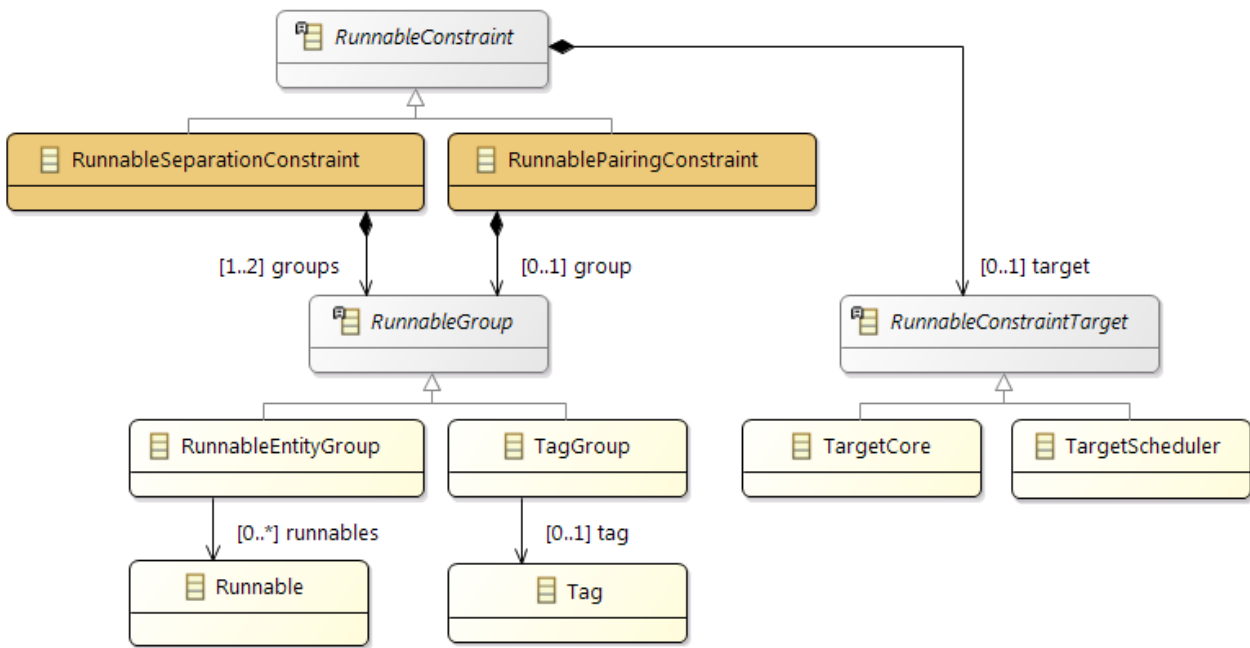 RunnableConstraint
RunnableSeparationConstraint
RunnablePairingConstraint
[1..2] groups
[0..1] group
[0..1] target
RunnableGroup
RunnableConstraintTarget
RunnableEntityGroup
TagGroup
TargetCore
TargetScheduler
[0..*] runnables
[0..1] tag
Runnable
Tag